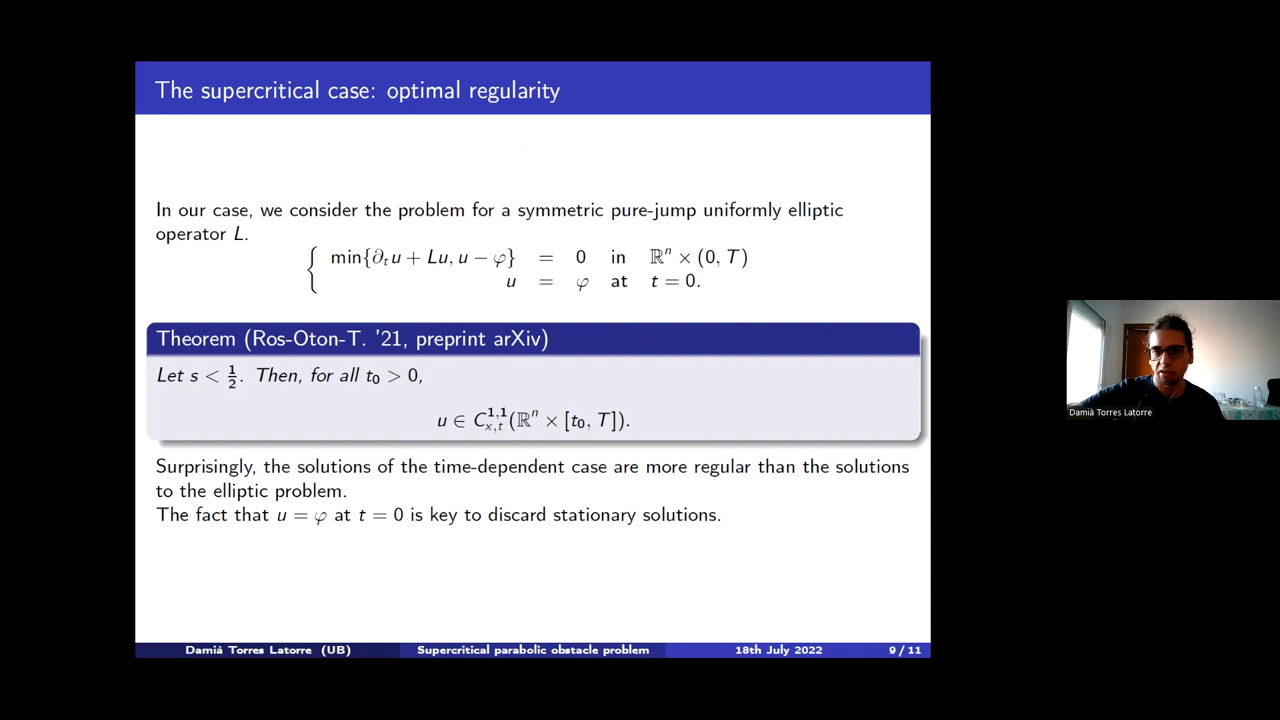 The supercritical case: optimal regularity
In our case, we consider the problem for a symmetric pure-jump uniformly elliptic
operator L.
min{∂ₜu + Lu, u − φ} = 0 in ℝⁿ × (0, T)
u = φ at t = 0.
Theorem (Ros-Oton-T. '21, preprint arXiv)
Let s < 1/2. Then, for all t₀ > 0,
u ∈ C^{1,1}_{x,t}(ℝⁿ × [t₀, T]).
Surprisingly, the solutions of the time-dependent case are more regular than the solutions
to the elliptic problem.
The fact that u = φ at t = 0 is key to discard stationary solutions.
Damià Torres Latorre (UB) Supercritical parabolic obstacle problem 18th July 2022 9 / 11
Damià Torres Latorre